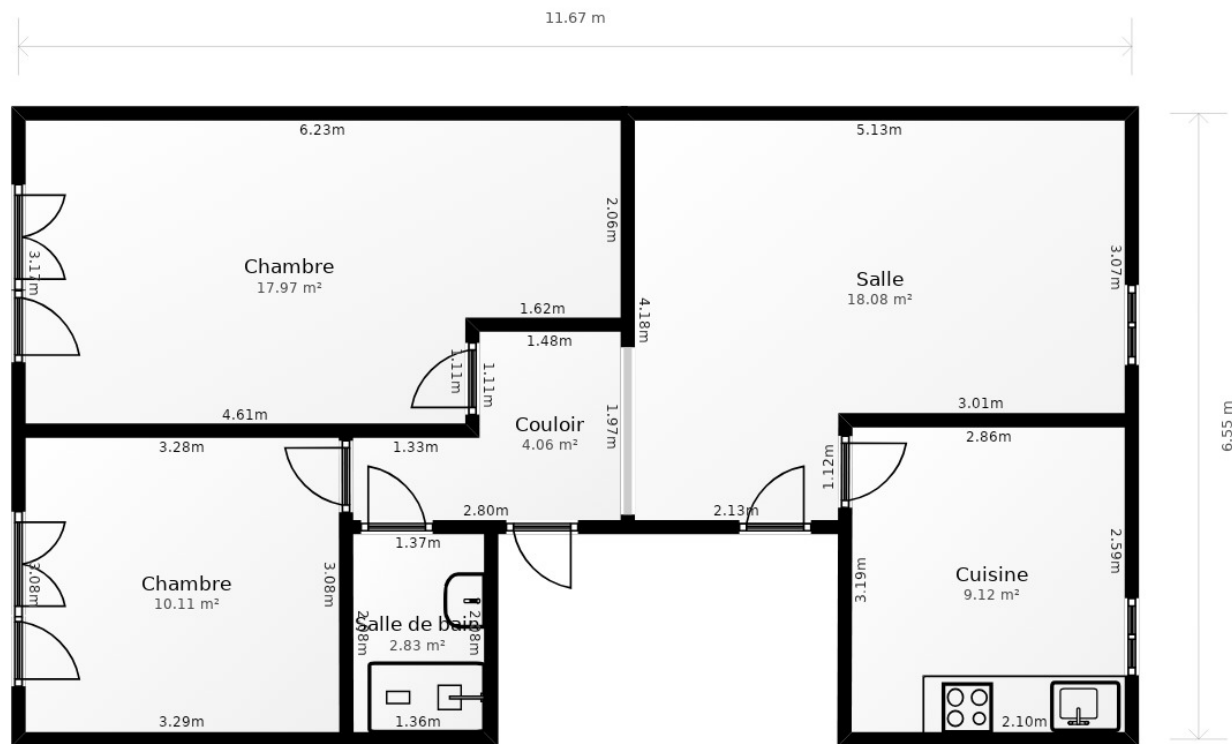 11.67 m
6.23m
5.13m
2.06m
3.17m
Chambre
17.97 m²
Salle
18.08 m²
3.07m
4.18m
1.62m
1.48m
1.11m
1.11m
4.61m
3.01m
6.55 m
3.28m
1.33m
Couloir
4.06 m²
1.97m
2.86m
1.12m
2.80m
2.13m
1.37m
3.08m
Chambre
10.11 m²
3.08m
2.08m
Salle de bain
2.83 m²
2.08m
3.19m
Cuisine
9.12 m²
2.59m
3.29m
1.36m
2.10m